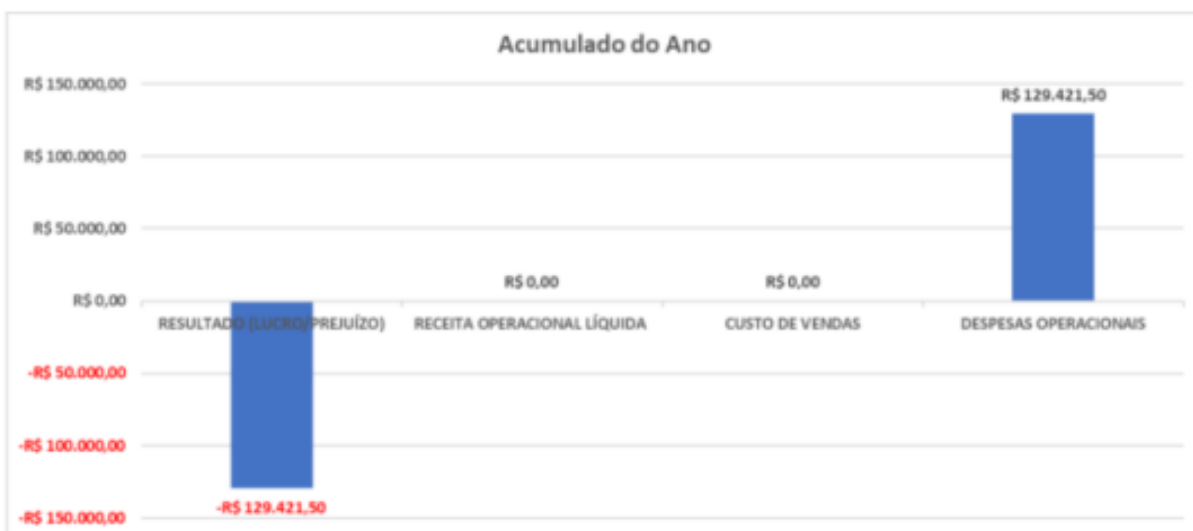 Acumulado do Ano
R$ 150.000,00
R$ 129.421,50
R$ 100.000,00
R$ 50.000,00
R$ 0,00
R$ 0,00
R$ 0,00
RESULTADO (LUCRO/PREJUÍZO)
RECEITA OPERACIONAL LÍQUIDA
CUSTO DE VENDAS
DESPESAS OPERACIONAIS
-R$ 50.000,00
-R$ 100.000,00
-R$ 129.421,50
-R$ 150.000,00